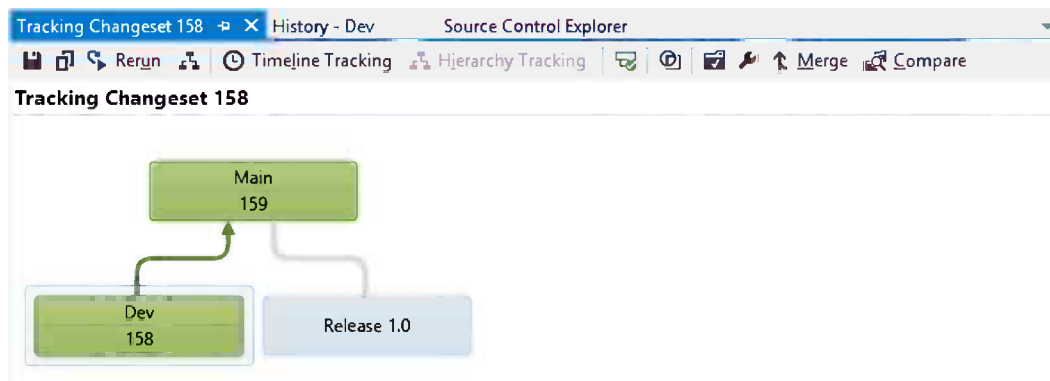 Tracking Changeset 158 History - Dev Source Control Explorer
Rerun Timeline Tracking Hierarchy Tracking Merge Compare
Tracking Changeset 158
Main
159
Dev
158
Release 1.0